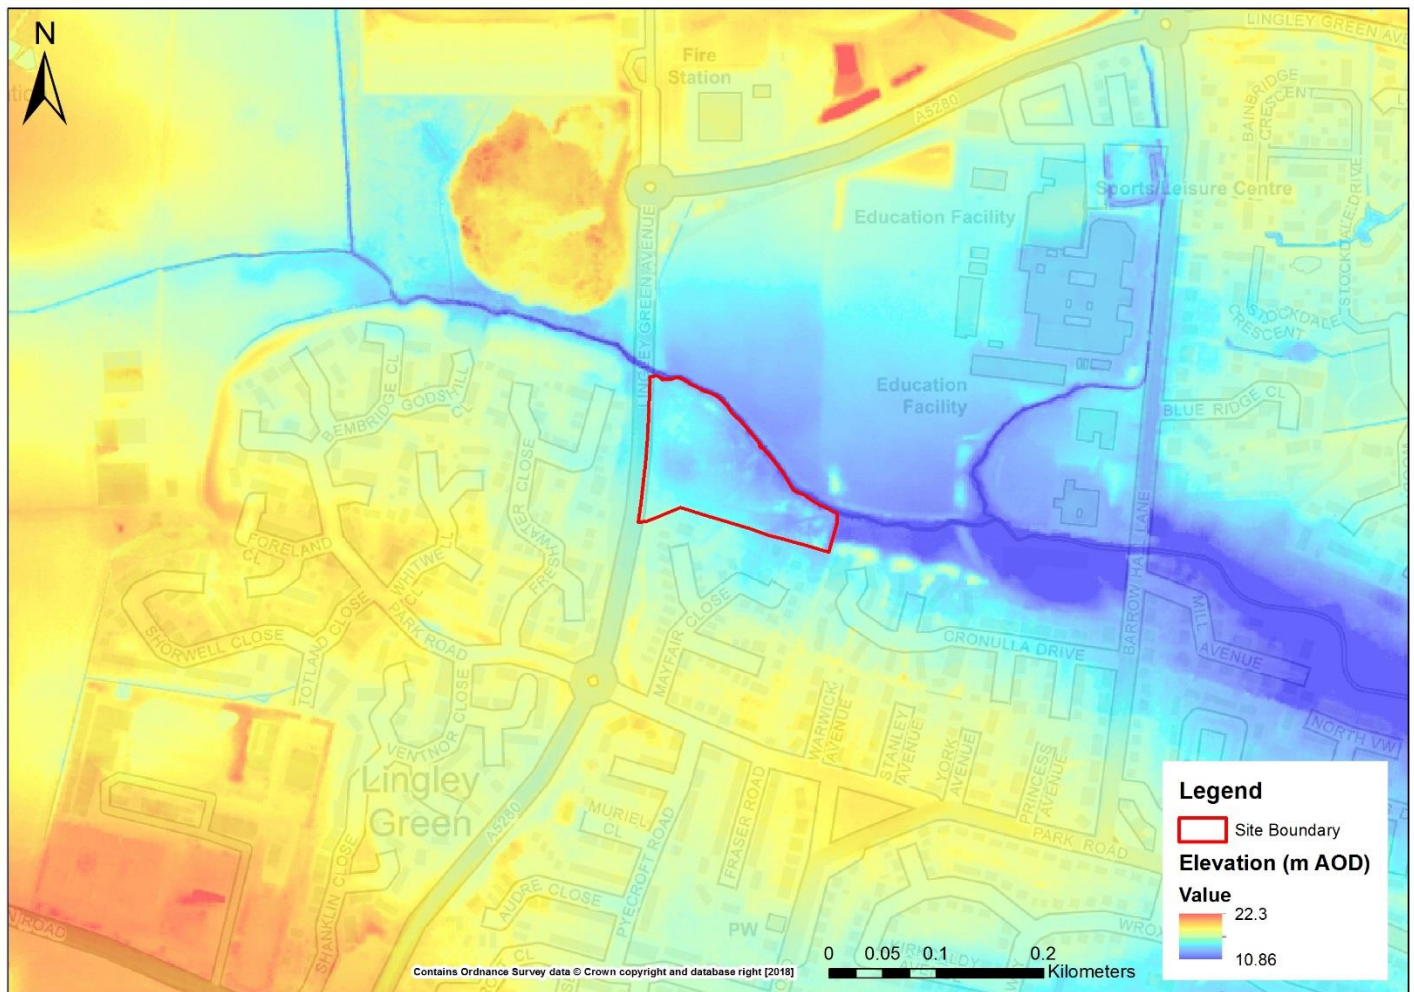 N
Fire
Station
LINGLEY GREEN AVE
A5280
BAINBRIDGE
CRESCENT
Sports/Leisure Centre
Education Facility
STOCKDALE DRIVE
STOCKDALE
CRESCENT
LINGLEY GREEN AVENUE
BEMBRIDGE CL
GODSHILL
CL
Education
Facility
BLUE RIDGE CL
FRESHWATER CLOSE
FORELAND
CL
WHITWELL
CL
SHORWELL CLOSE
TOTLAND CLOSE
PARK ROAD
MAYFAIR CLOSE
CRONULLA DRIVE
BARROW HALL LANE
MILL
AVENUE
VENTNOR CLOSE
WARWICK
AVENUE
STANLEY
AVENUE
YORK
AVENUE
PRINCESS
AVENUE
NORTH VW
Lingley
Green
A5280
MURIEL
CL
FRASER ROAD
PARK ROAD
PYECROFT ROAD
AUDRE CLOSE
SHANKLIN CLOSE
N ROAD
PW
WROX
Legend
Site Boundary
Elevation (m AOD)
Value
22.3
10.86
0 0.05 0.1 0.2
Kilometers
Contains Ordnance Survey data © Crown copyright and database right [2018]